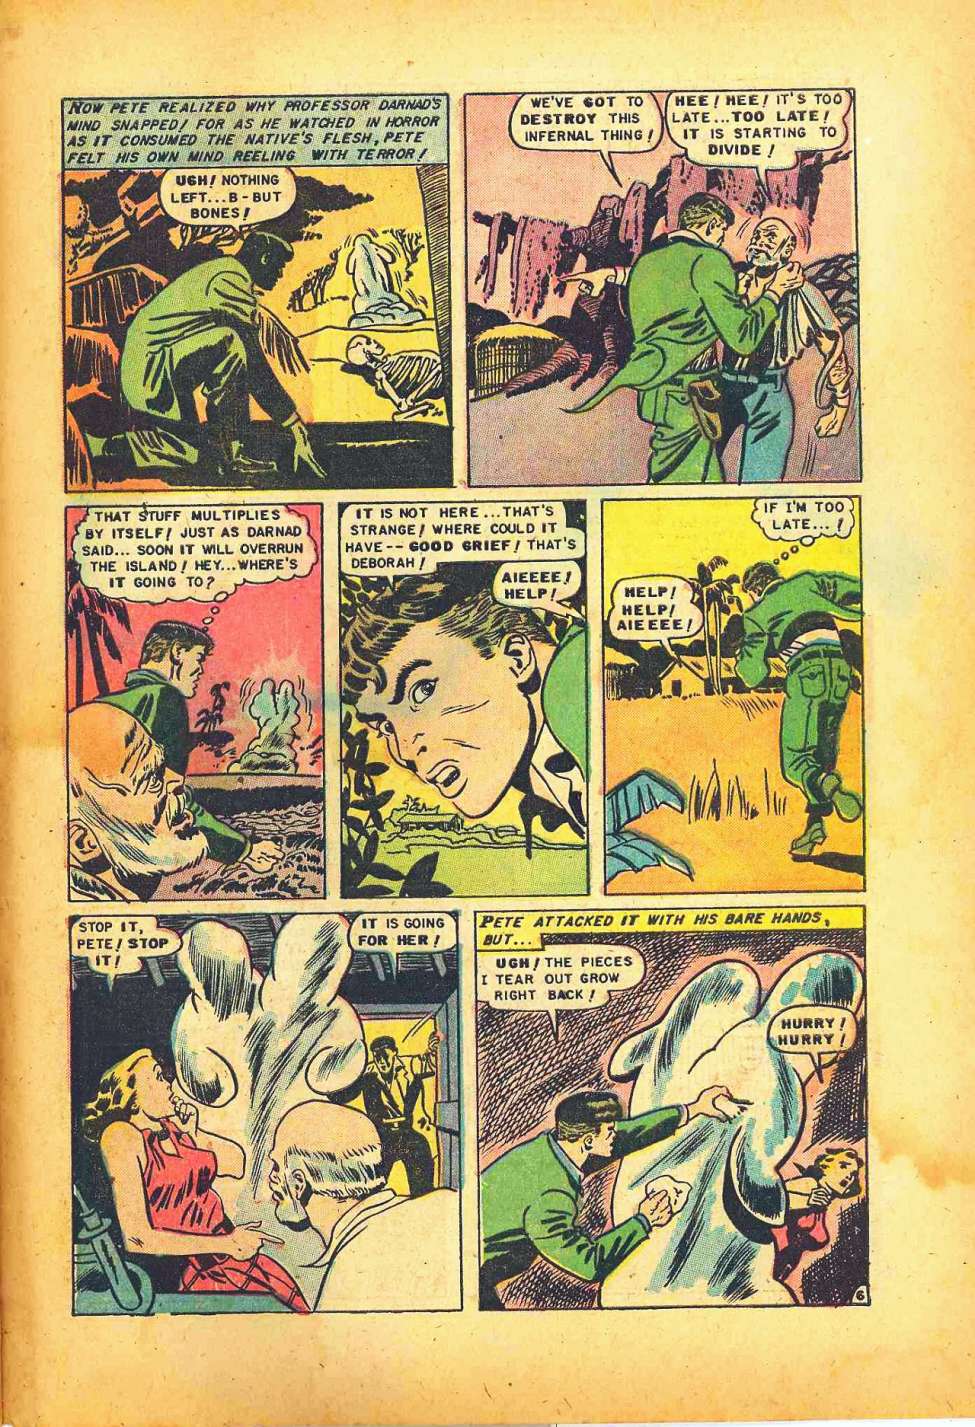 NOW PETE REALIZED WHY PROFESSOR DARNAD'S
MIND SNAPPED! FOR AS HE WATCHED IN HORROR
AS IT CONSUMED THE NATIVE'S FLESH, PETE
FELT HIS OWN MIND REELING WITH TERROR!
UGH! NOTHING
LEFT...B-BUT
BONES!
WE'VE GOT TO
DESTROY THIS
INFERNAL THING!
HEE! HEE! IT'S TOO
LATE...TOO LATE!
IT IS STARTING TO
DIVIDE!
THAT STUFF MULTIPLIES
BY ITSELF! JUST AS DARNAD
SAID... SOON IT WILL OVERRUN
THE ISLAND! HEY...WHERE'S
IT GOING TO?
IT IS NOT HERE...THAT'S
STRANGE! WHERE COULD IT
HAVE-- GOOD GRIEF! THAT'S
DEBORAH!
AIEEEE!
HELP!
IF I'M TOO
LATE...!
HELP!
HELP!
AIEEEE!
STOP IT,
PETE! STOP
IT!
IT IS GOING
FOR HER!
PETE ATTACKED IT WITH HIS BARE HANDS,
BUT...
UGH! THE PIECES
I TEAR OUT GROW
RIGHT BACK!
HURRY!
HURRY!
6